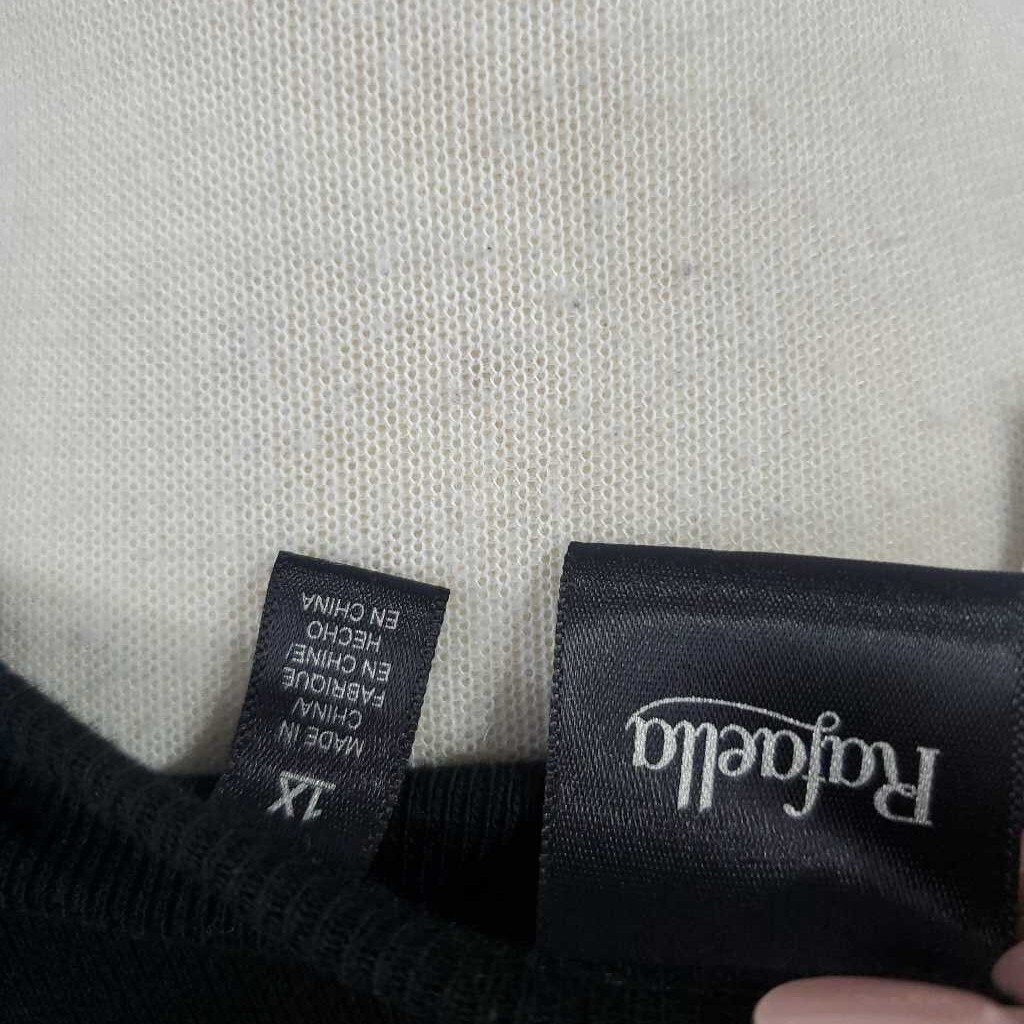 Rafaella
1X
MADE IN
CHINA/
FABRIQUE
EN CHINE/
HECHO
EN CHINA